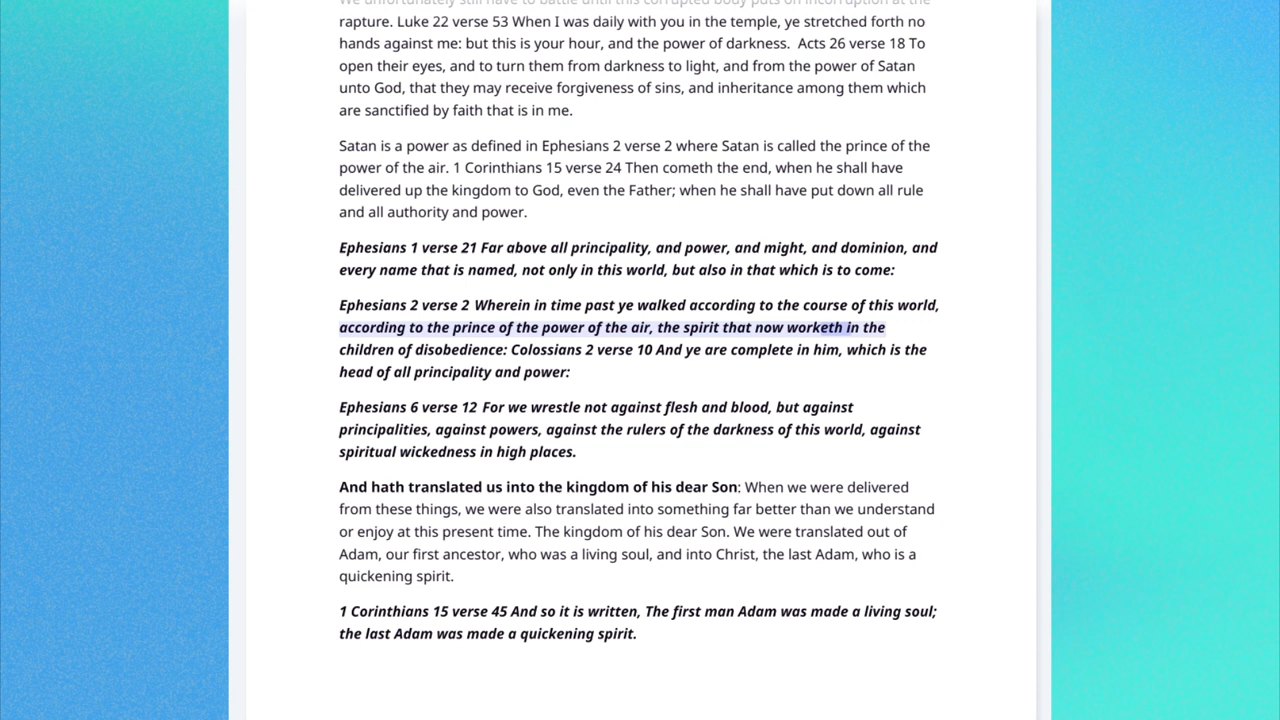 We unfortunately still have to battle until this corrupted body puts on incorruption at the
rapture. Luke 22 verse 53 When I was daily with you in the temple, ye stretched forth no
hands against me: but this is your hour, and the power of darkness.  Acts 26 verse 18 To
open their eyes, and to turn them from darkness to light, and from the power of Satan
unto God, that they may receive forgiveness of sins, and inheritance among them which
are sanctified by faith that is in me.
Satan is a power as defined in Ephesians 2 verse 2 where Satan is called the prince of the
power of the air. 1 Corinthians 15 verse 24 Then cometh the end, when he shall have
delivered up the kingdom to God, even the Father; when he shall have put down all rule
and all authority and power.
Ephesians 1 verse 21 Far above all principality, and power, and might, and dominion, and
every name that is named, not only in this world, but also in that which is to come:
Ephesians 2 verse 2 Wherein in time past ye walked according to the course of this world,
according to the prince of the power of the air, the spirit that now worketh in the
children of disobedience: Colossians 2 verse 10 And ye are complete in him, which is the
head of all principality and power:
Ephesians 6 verse 12 For we wrestle not against flesh and blood, but against
principalities, against powers, against the rulers of the darkness of this world, against
spiritual wickedness in high places.
And hath translated us into the kingdom of his dear Son: When we were delivered
from these things, we were also translated into something far better than we understand
or enjoy at this present time. The kingdom of his dear Son. We were translated out of
Adam, our first ancestor, who was a living soul, and into Christ, the last Adam, who is a
quickening spirit.
1 Corinthians 15 verse 45 And so it is written, The first man Adam was made a living soul;
the last Adam was made a quickening spirit.